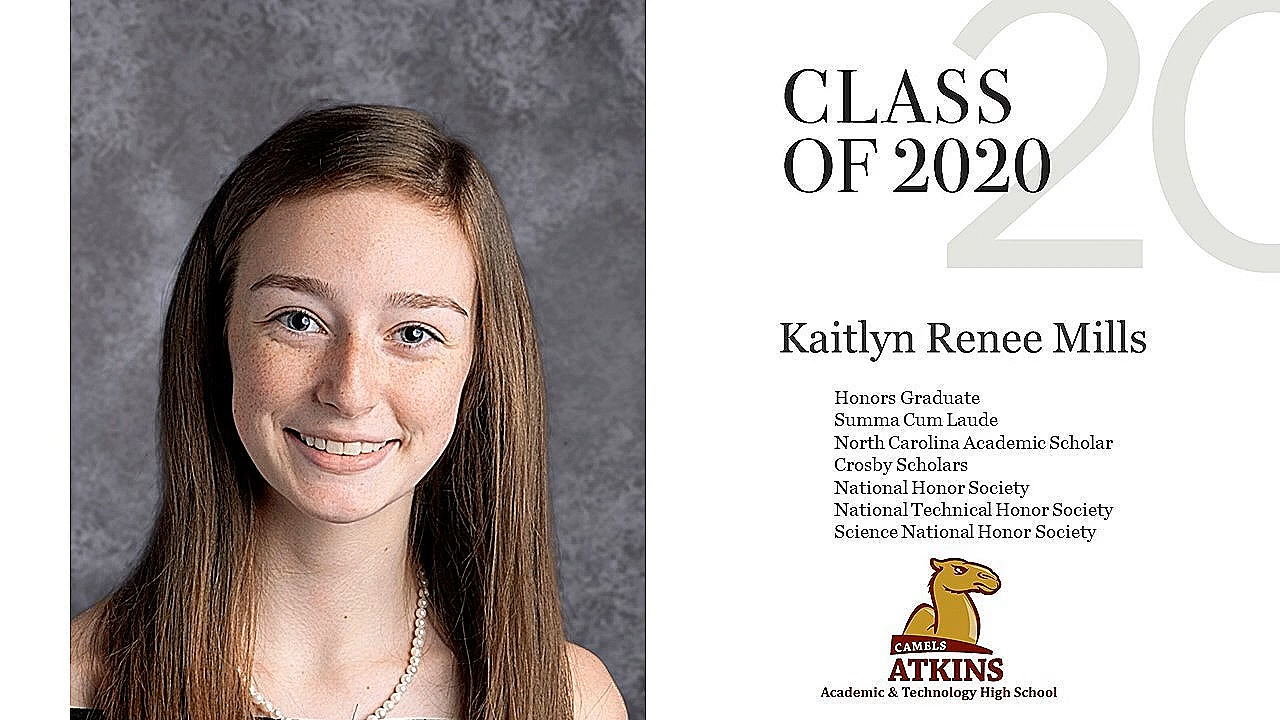 20
CLASS
OF 2020
Kaitlyn Renee Mills
Honors Graduate
Summa Cum Laude
North Carolina Academic Scholar
Crosby Scholars
National Honor Society
National Technical Honor Society
Science National Honor Society
CAMELS
ATKINS
Academic & Technology High School